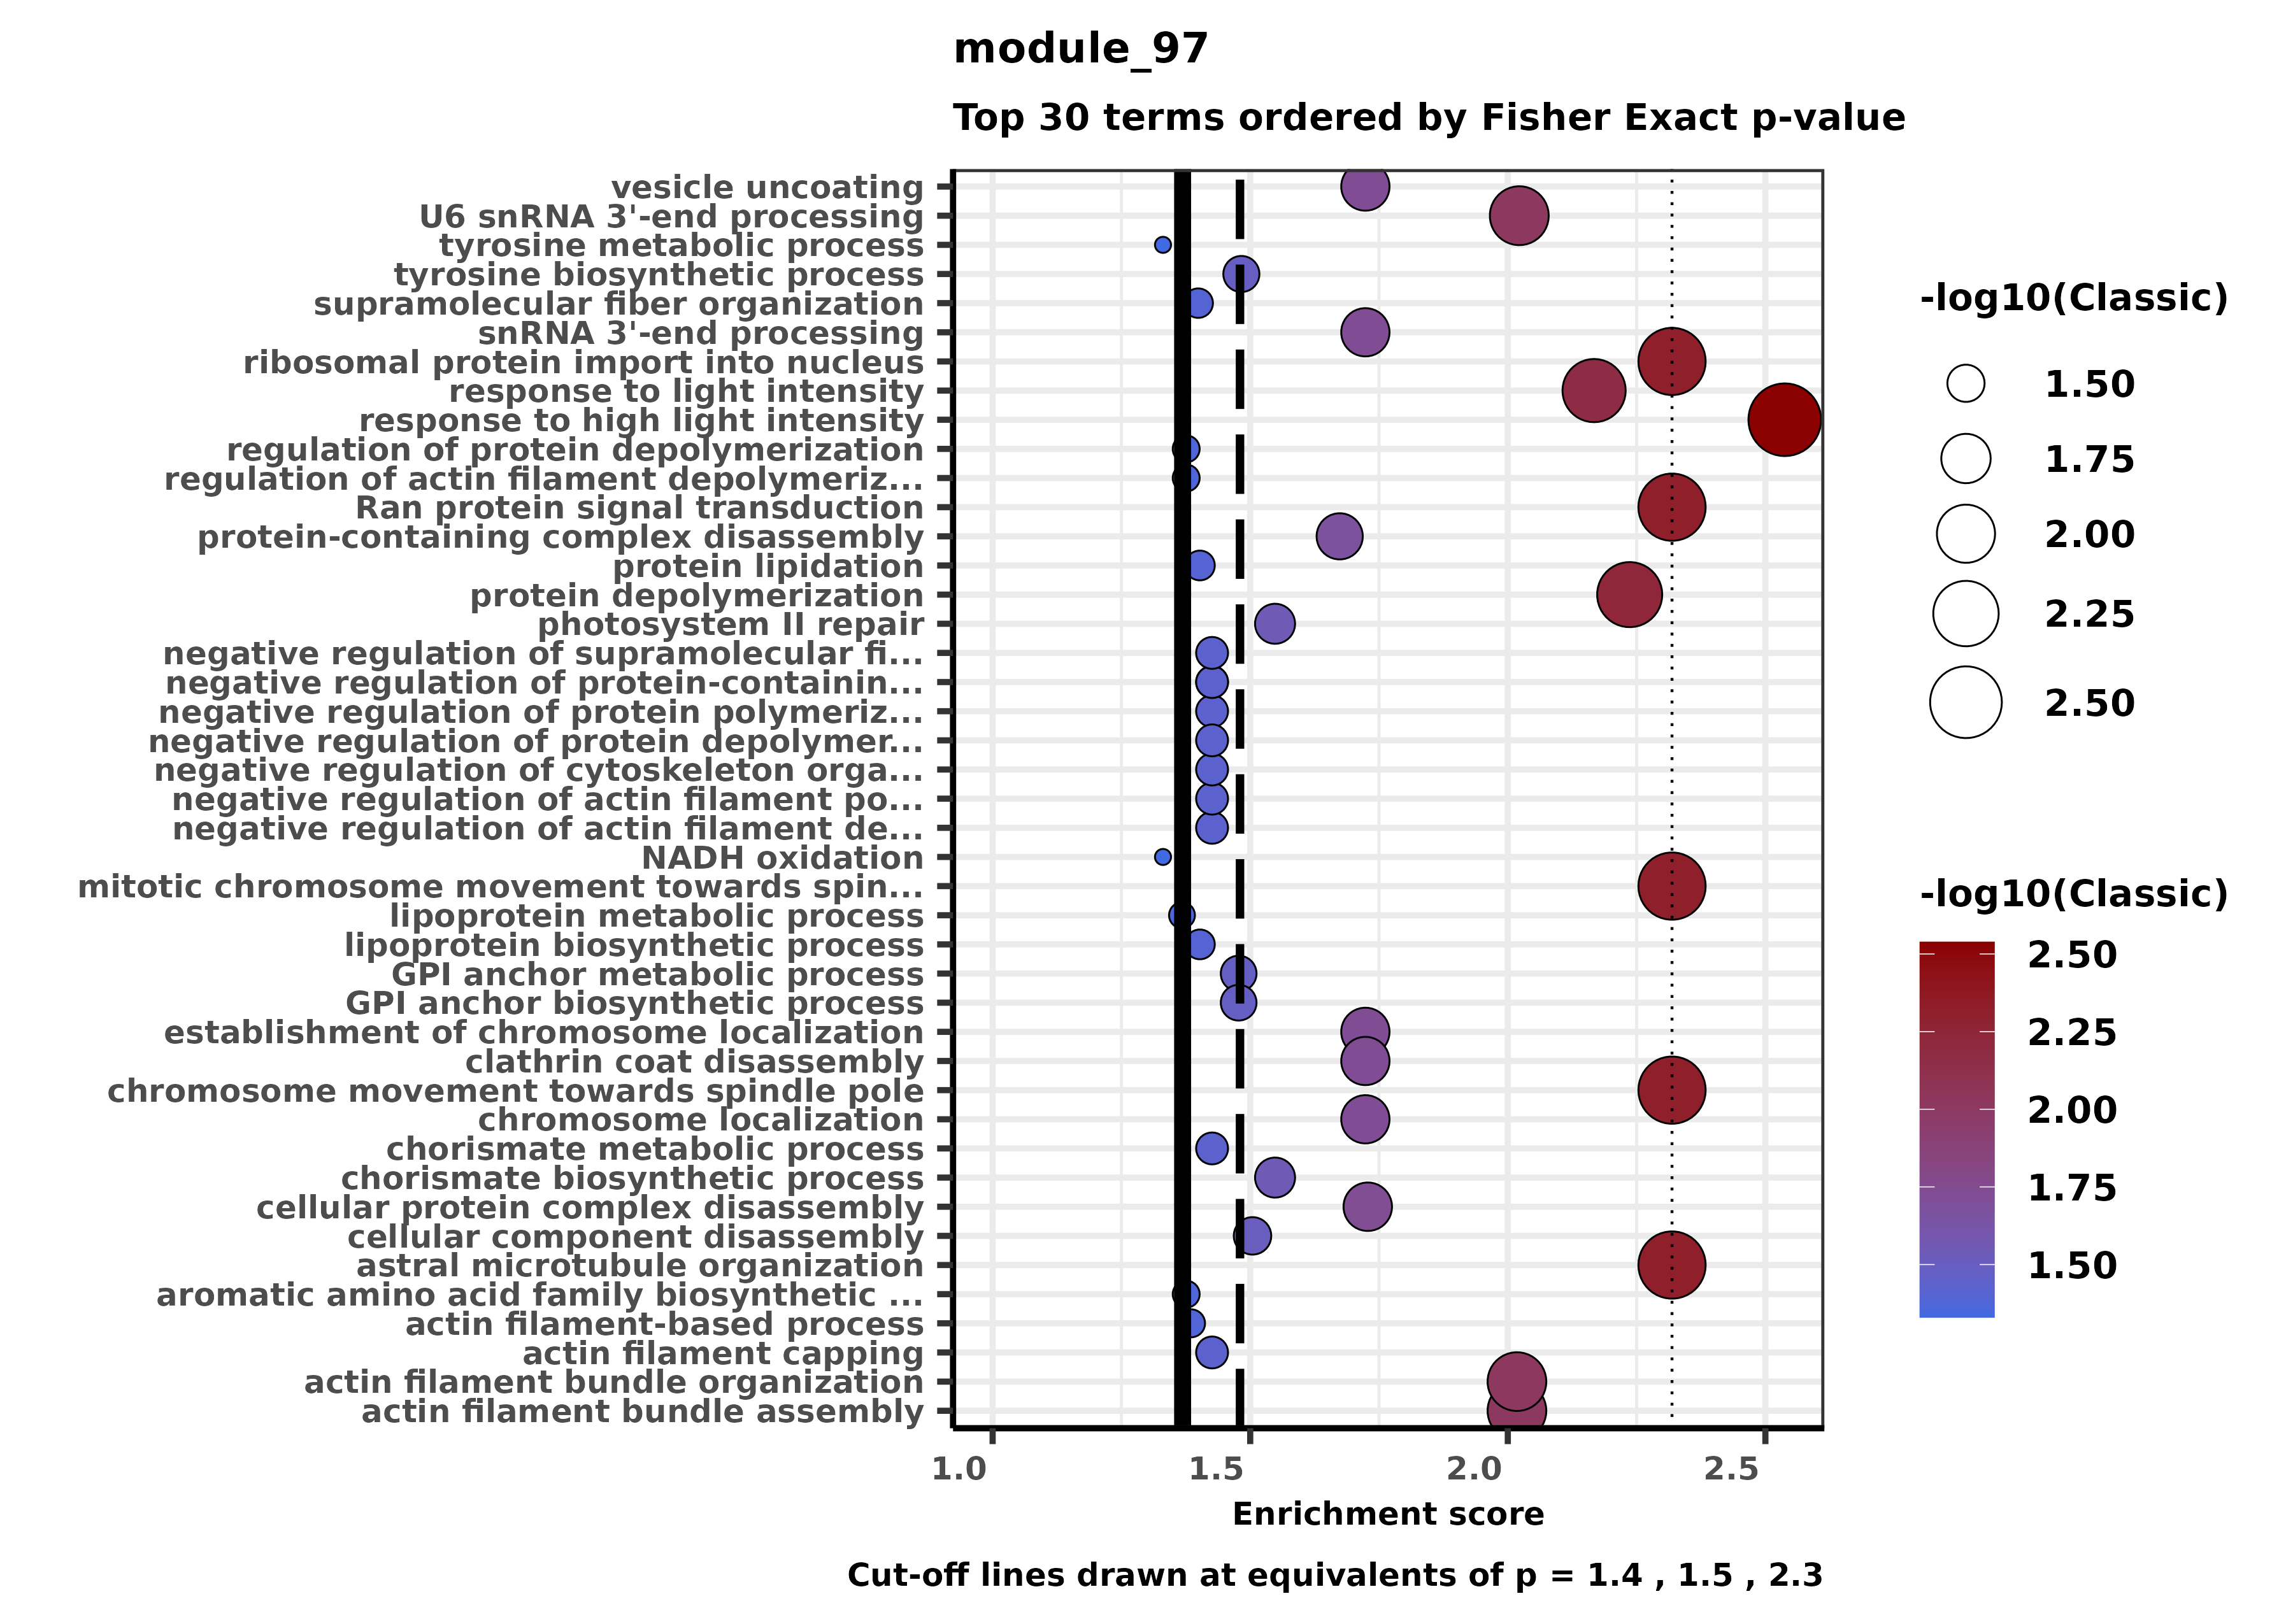 module_97
Top 30 terms ordered by Fisher Exact p-value
vesicle uncoating
U6 snRNA 3'-end processing
tyrosine metabolic process
tyrosine biosynthetic process
supramolecular fiber organization
snRNA 3'-end processing
ribosomal protein import into nucleus
response to light intensity
response to high light intensity
regulation of protein depolymerization
regulation of actin filament depolymeriz...
Ran protein signal transduction
protein-containing complex disassembly
protein lipidation
protein depolymerization
photosystem II repair
negative regulation of supramolecular fi...
negative regulation of protein-containin...
negative regulation of protein polymeriz...
negative regulation of protein depolymer...
negative regulation of cytoskeleton orga...
negative regulation of actin filament po...
negative regulation of actin filament de...
NADH oxidation
mitotic chromosome movement towards spin...
lipoprotein metabolic process
lipoprotein biosynthetic process
GPI anchor metabolic process
GPI anchor biosynthetic process
establishment of chromosome localization
clathrin coat disassembly
chromosome movement towards spindle pole
chromosome localization
chorismate metabolic process
chorismate biosynthetic process
cellular protein complex disassembly
cellular component disassembly
astral microtubule organization
aromatic amino acid family biosynthetic ...
actin filament-based process
actin filament capping
actin filament bundle organization
actin filament bundle assembly
1.0 1.5 2.0 2.5
Enrichment score
Cut-off lines drawn at equivalents of p = 1.4 , 1.5 , 2.3
-log10(Classic)
1.50
1.75
2.00
2.25
2.50
-log10(Classic)
2.50
2.25
2.00
1.75
1.50